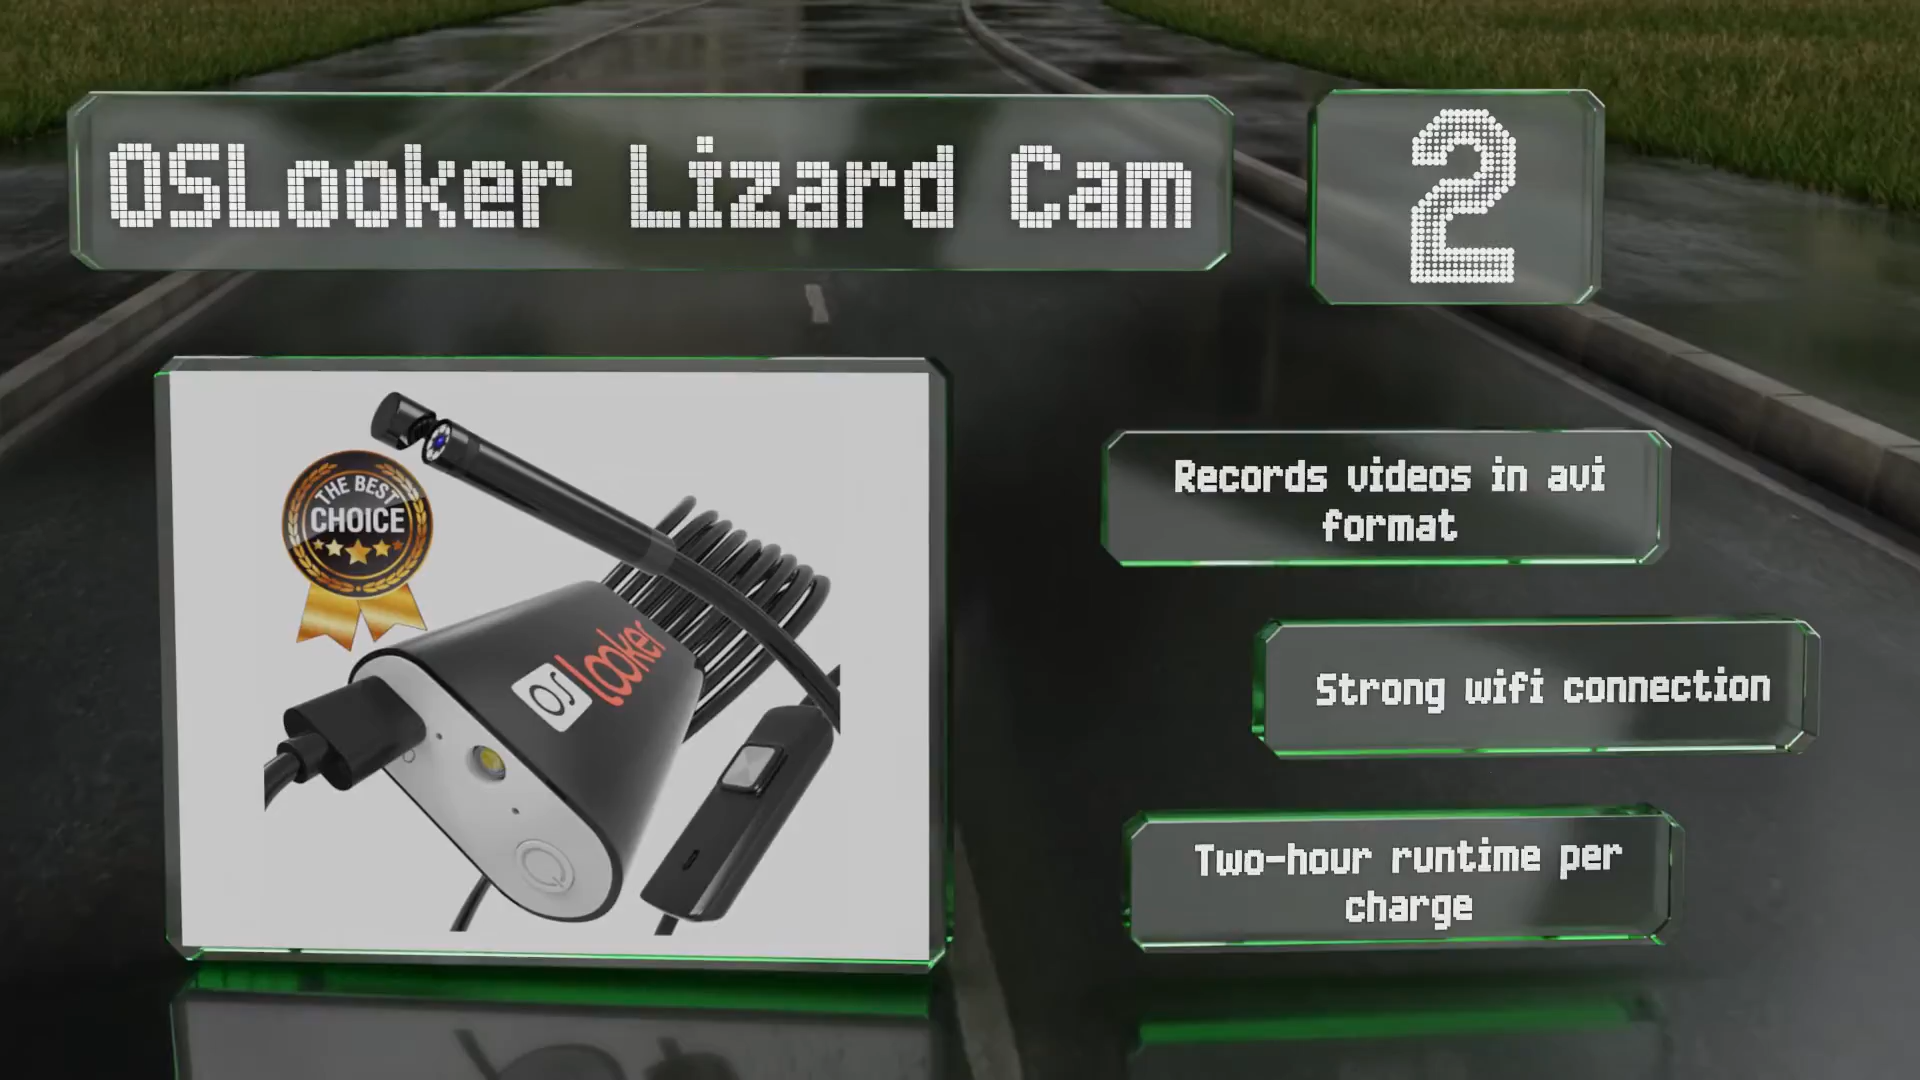 OSLooker Lizard Cam
2
THE BEST
CHOICE
OS looker
Records videos in avi
format
Strong wifi connection
Two-hour runtime per
charge